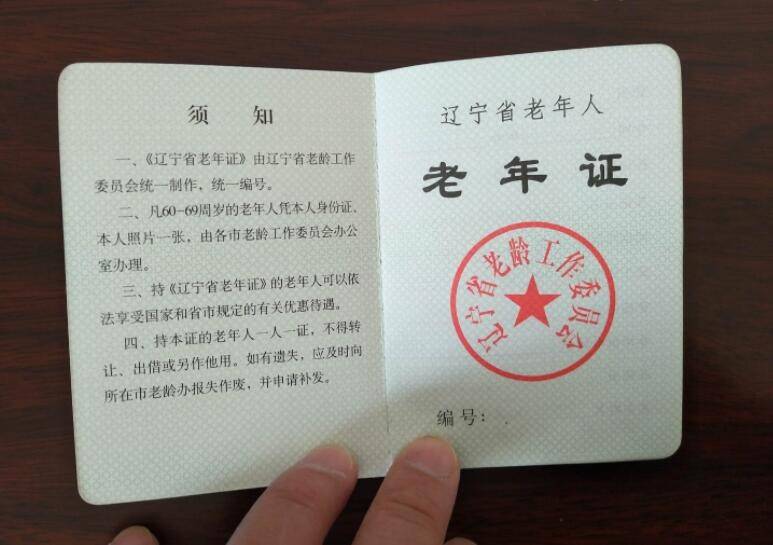 须 知
一、《辽宁省老年证》由辽宁省老龄工作
委员会统一制作，统一编号。
二、凡60-69周岁的老年人凭本人身份证、
本人照片一张，由各市老龄工作委员会办公
室办理。
三、持《辽宁省老年证》的老年人可以依
法享受国家和省市规定的有关优惠待遇。
四、持本证的老年人一人一证，不得转
让、出借或另作他用。如有遗失，应及时向
所在市老龄办报失作废，并申请补发。
辽宁省老年人
老年证
辽宁省老龄工作委员会
编号：